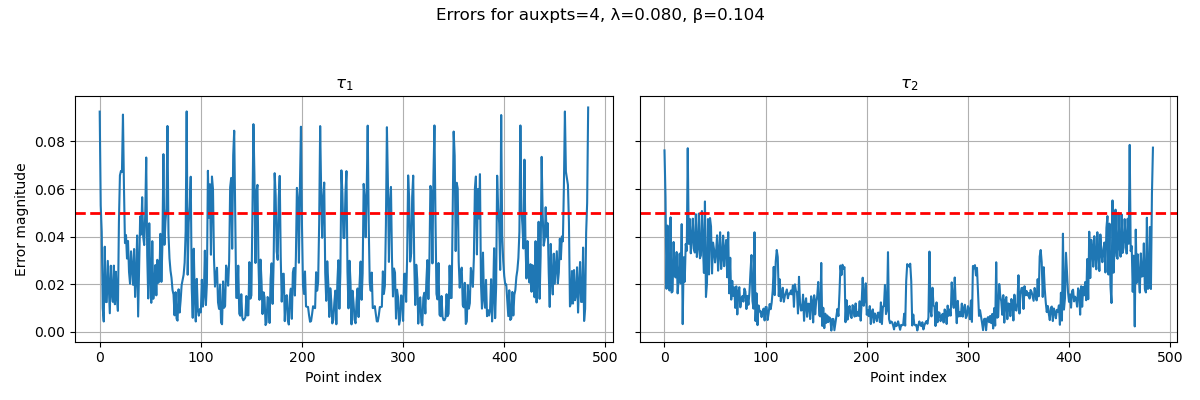 Errors for auxpts=4, λ=0.080, β=0.104
τ₁
τ₂
Error magnitude
0.08
0.06
0.04
0.02
0.00
0 100 200 300 400 500
0 100 200 300 400 500
Point index
Point index